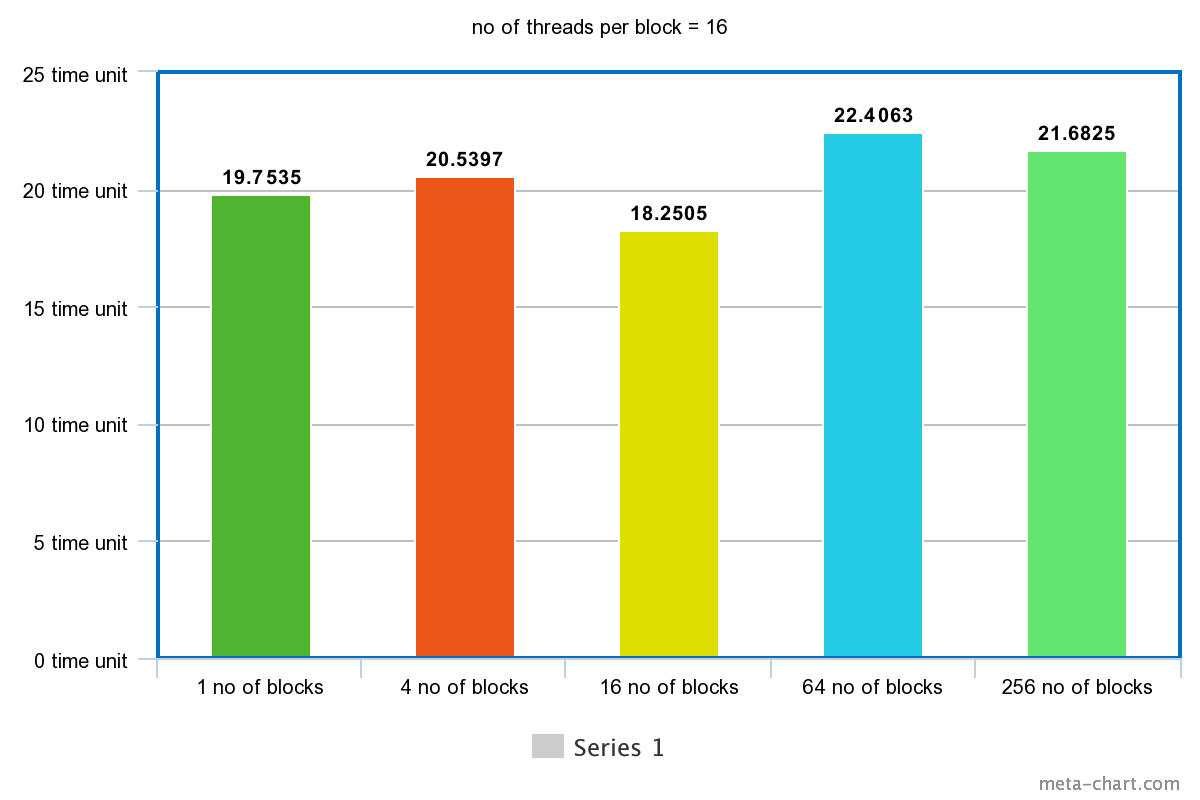 no of threads per block = 16
25 time unit
20 time unit
15 time unit
10 time unit
5 time unit
0 time unit
19.7535
20.5397
18.2505
22.4063
21.6825
1 no of blocks
4 no of blocks
16 no of blocks
64 no of blocks
256 no of blocks
Series 1
meta-chart.com